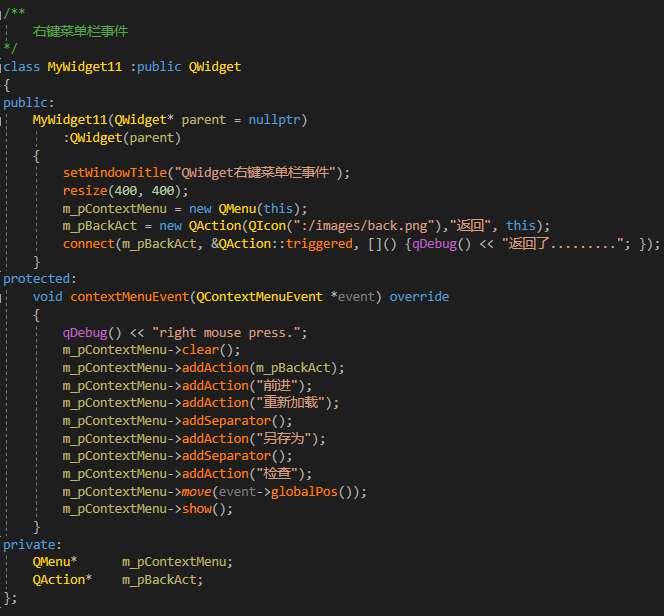 /**
    右键菜单栏事件
*/
class MyWidget11 :public QWidget
{
public:
    MyWidget11(QWidget* parent = nullptr)
        :QWidget(parent)
    {
        setWindowTitle("QWidget右键菜单栏事件");
        resize(400, 400);
        m_pContextMenu = new QMenu(this);
        m_pBackAct = new QAction(QIcon(":/images/back.png"),"返回", this);
        connect(m_pBackAct, &QAction::triggered, []() {qDebug() << "返回了........."; });
    }
protected:
    void contextMenuEvent(QContextMenuEvent *event) override
    {
        qDebug() << "right mouse press.";
        m_pContextMenu->clear();
        m_pContextMenu->addAction(m_pBackAct);
        m_pContextMenu->addAction("前进");
        m_pContextMenu->addAction("重新加载");
        m_pContextMenu->addSeparator();
        m_pContextMenu->addAction("另存为");
        m_pContextMenu->addSeparator();
        m_pContextMenu->addAction("检查");
        m_pContextMenu->move(event->globalPos());
        m_pContextMenu->show();
    }
private:
    QMenu*      m_pContextMenu;
    QAction*    m_pBackAct;
};